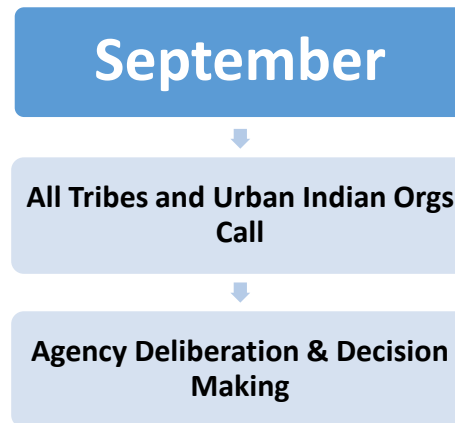 September
All Tribes and Urban Indian Orgs
Call
Agency Deliberation & Decision
Making